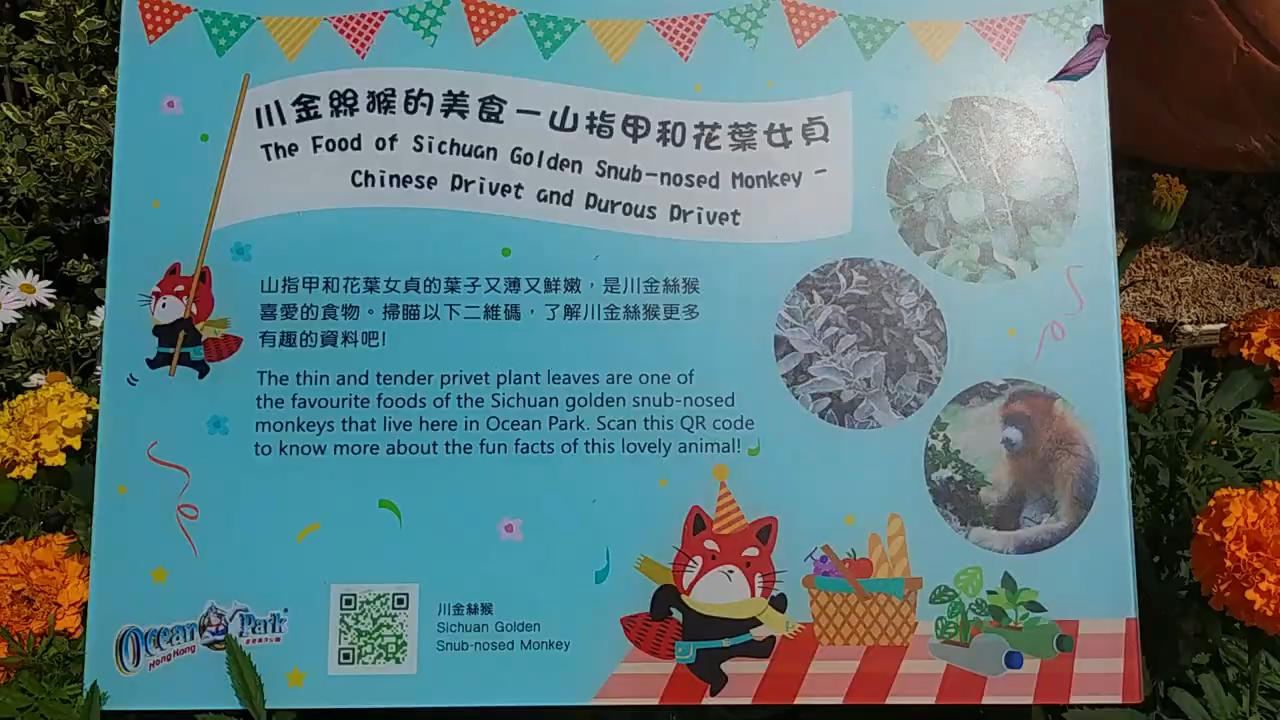 川金絲猴的美食－山指甲和花葉女貞
The Food of Sichuan Golden Snub-nosed Monkey -
Chinese Privet and Purous Privet
山指甲和花葉女貞的葉子又薄又鮮嫩，是川金絲猴
喜愛的食物。掃瞄以下二維碼，了解川金絲猴更多
有趣的資料吧!
The thin and tender privet plant leaves are one of
the favourite foods of the Sichuan golden snub-nosed
monkeys that live here in Ocean Park. Scan this QR code
to know more about the fun facts of this lovely animal!
Ocean Park
Hong Kong
川金絲猴
Sichuan Golden
Snub-nosed Monkey